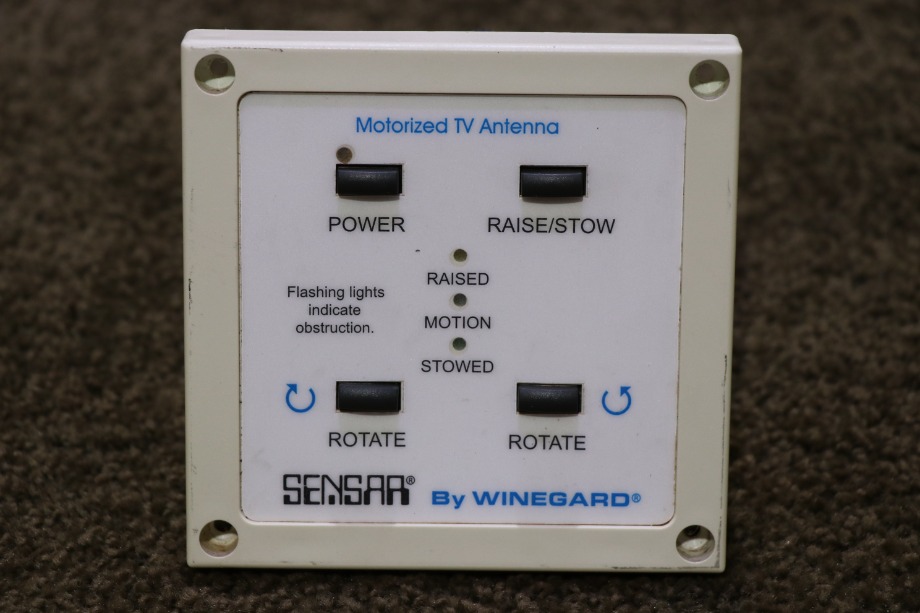 Motorized TV Antenna
POWER
RAISE/STOW
RAISED
Flashing lights
indicate
obstruction.
MOTION
STOWED
ROTATE
ROTATE
SENSAR®
By WINEGARD®